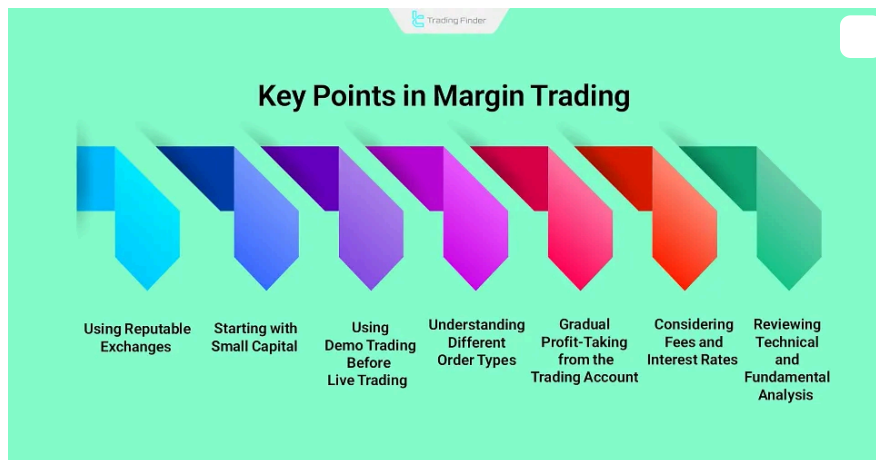 Trading Finder
Key Points in Margin Trading
Using Reputable
Exchanges
Starting with
Small Capital
Using
Demo Trading
Before
Live Trading
Understanding
Different
Order Types
Gradual
Profit-Taking
from the
Trading Account
Considering
Fees and
Interest Rates
Reviewing
Technical
and
Fundamental
Analysis